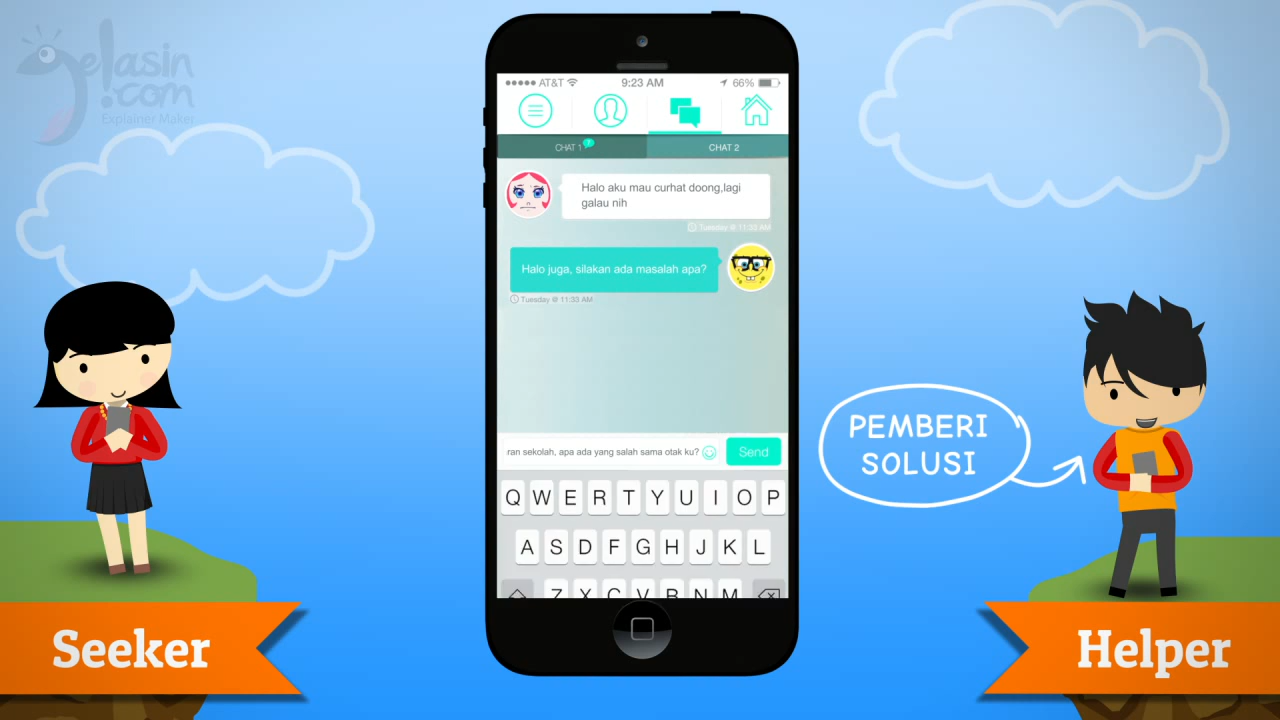 Jelasin
.com
Explainer Maker
AT&T
9:23 AM
66%
CHAT 1
?
CHAT 2
Halo aku mau curhat doong,lagi
galau nih
Tuesday @ 11:33 AM
Halo juga, silakan ada masalah apa?
Tuesday @ 11:33 AM
ran sekolah, apa ada yang salah sama otak ku?
Send
Q W E R T Y U I O P
A S D F G H J K L
Z X C V B N M
PEMBERI
SOLUSI
Seeker
Helper